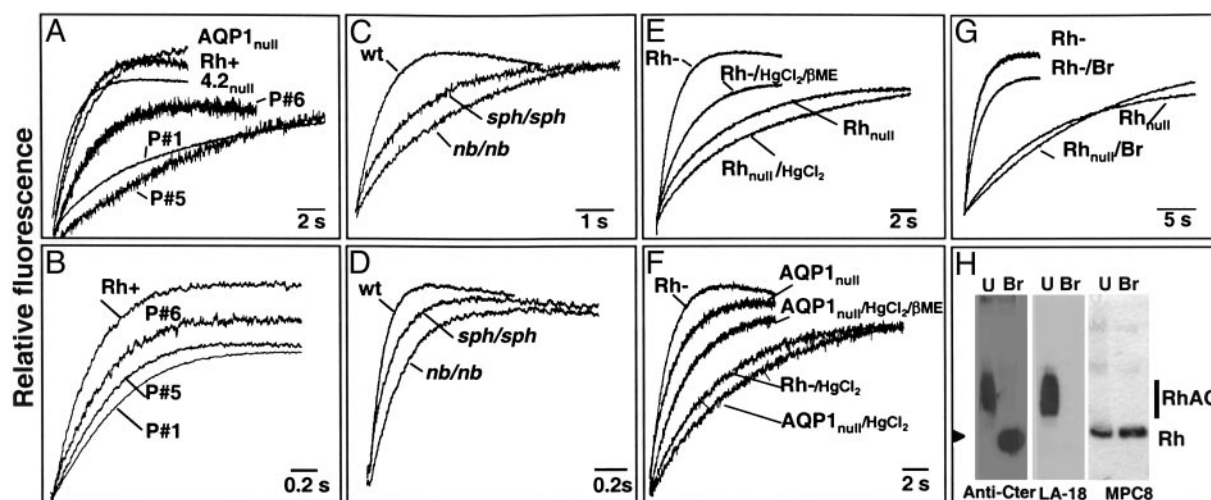 Relative fluorescence
A
AQP1null
Rh+
4.2null
P#6
P#1
P#5
2 s
B
Rh+
P#6
P#5
P#1
0.2 s
C
wt
sph/sph
nb/nb
1 s
D
wt
sph/sph
nb/nb
0.2s
E
Rh-
Rh-/HgCl2/βME
Rhnull
Rhnull/HgCl2
2 s
F
Rh-
AQP1null
AQP1null/HgCl2/βME
Rh-/HgCl2
AQP1null/HgCl2
2 s
G
Rh-
Rh-/Br
Rhnull
Rhnull/Br
5 s
H
U Br U Br U Br
RhAG
Rh
Anti-Cter LA-18 MPC8